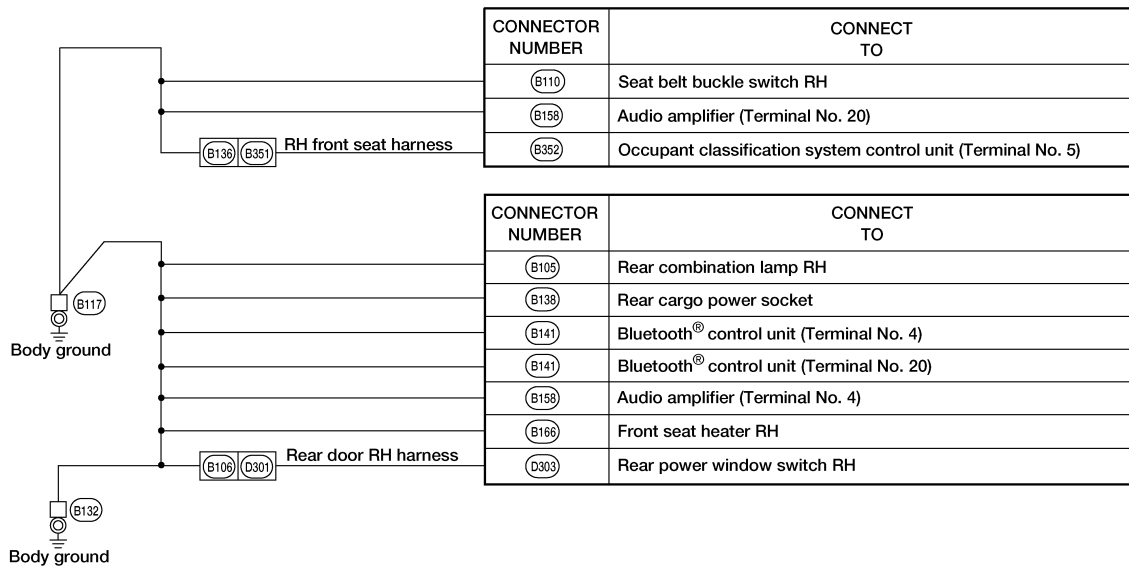 CONNECTOR NUMBER CONNECT TO
B110 Seat belt buckle switch RH
B158 Audio amplifier (Terminal No. 20)
B136 B351 RH front seat harness B352 Occupant classification system control unit (Terminal No. 5)
CONNECTOR NUMBER CONNECT TO
B105 Rear combination lamp RH
B117 B138 Rear cargo power socket
B141 Bluetooth® control unit (Terminal No. 4)
Body ground
B141 Bluetooth® control unit (Terminal No. 20)
B158 Audio amplifier (Terminal No. 4)
B166 Front seat heater RH
B106 D301 Rear door RH harness D303 Rear power window switch RH
B132
Body ground